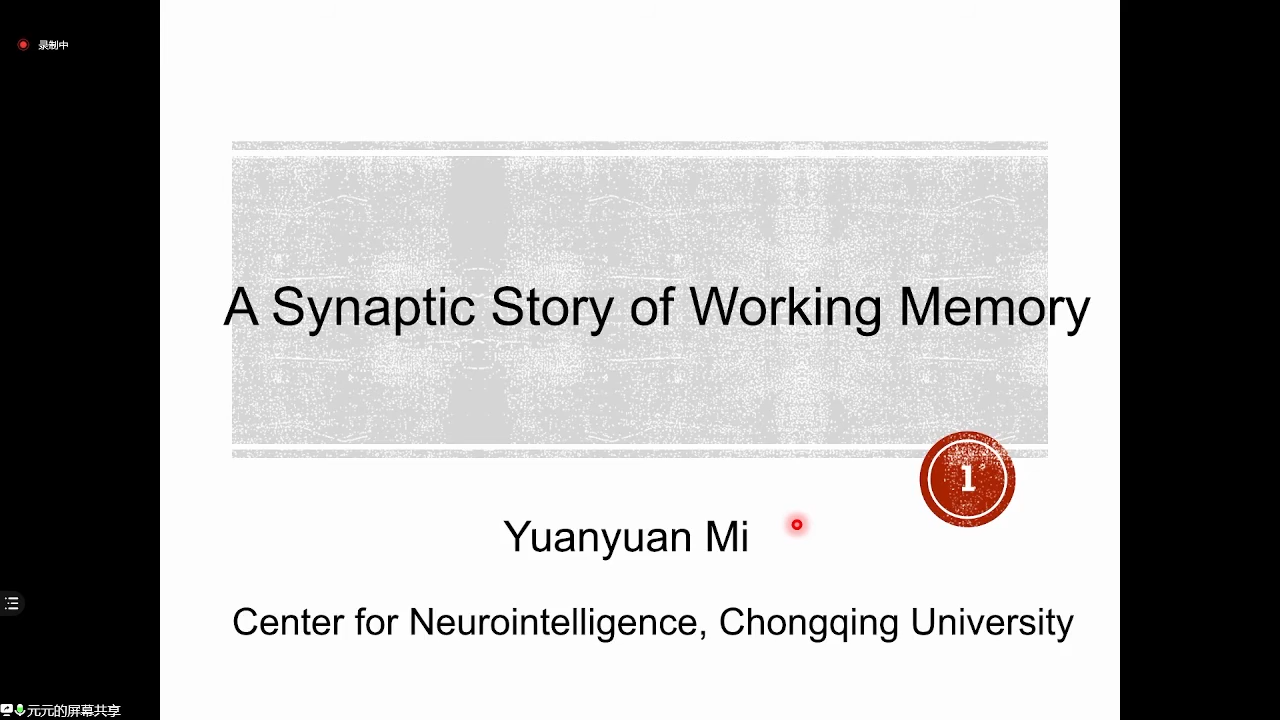 录制中
A Synaptic Story of Working Memory
1
Yuanyuan Mi
Center for Neurointelligence, Chongqing University
元元的屏幕共享